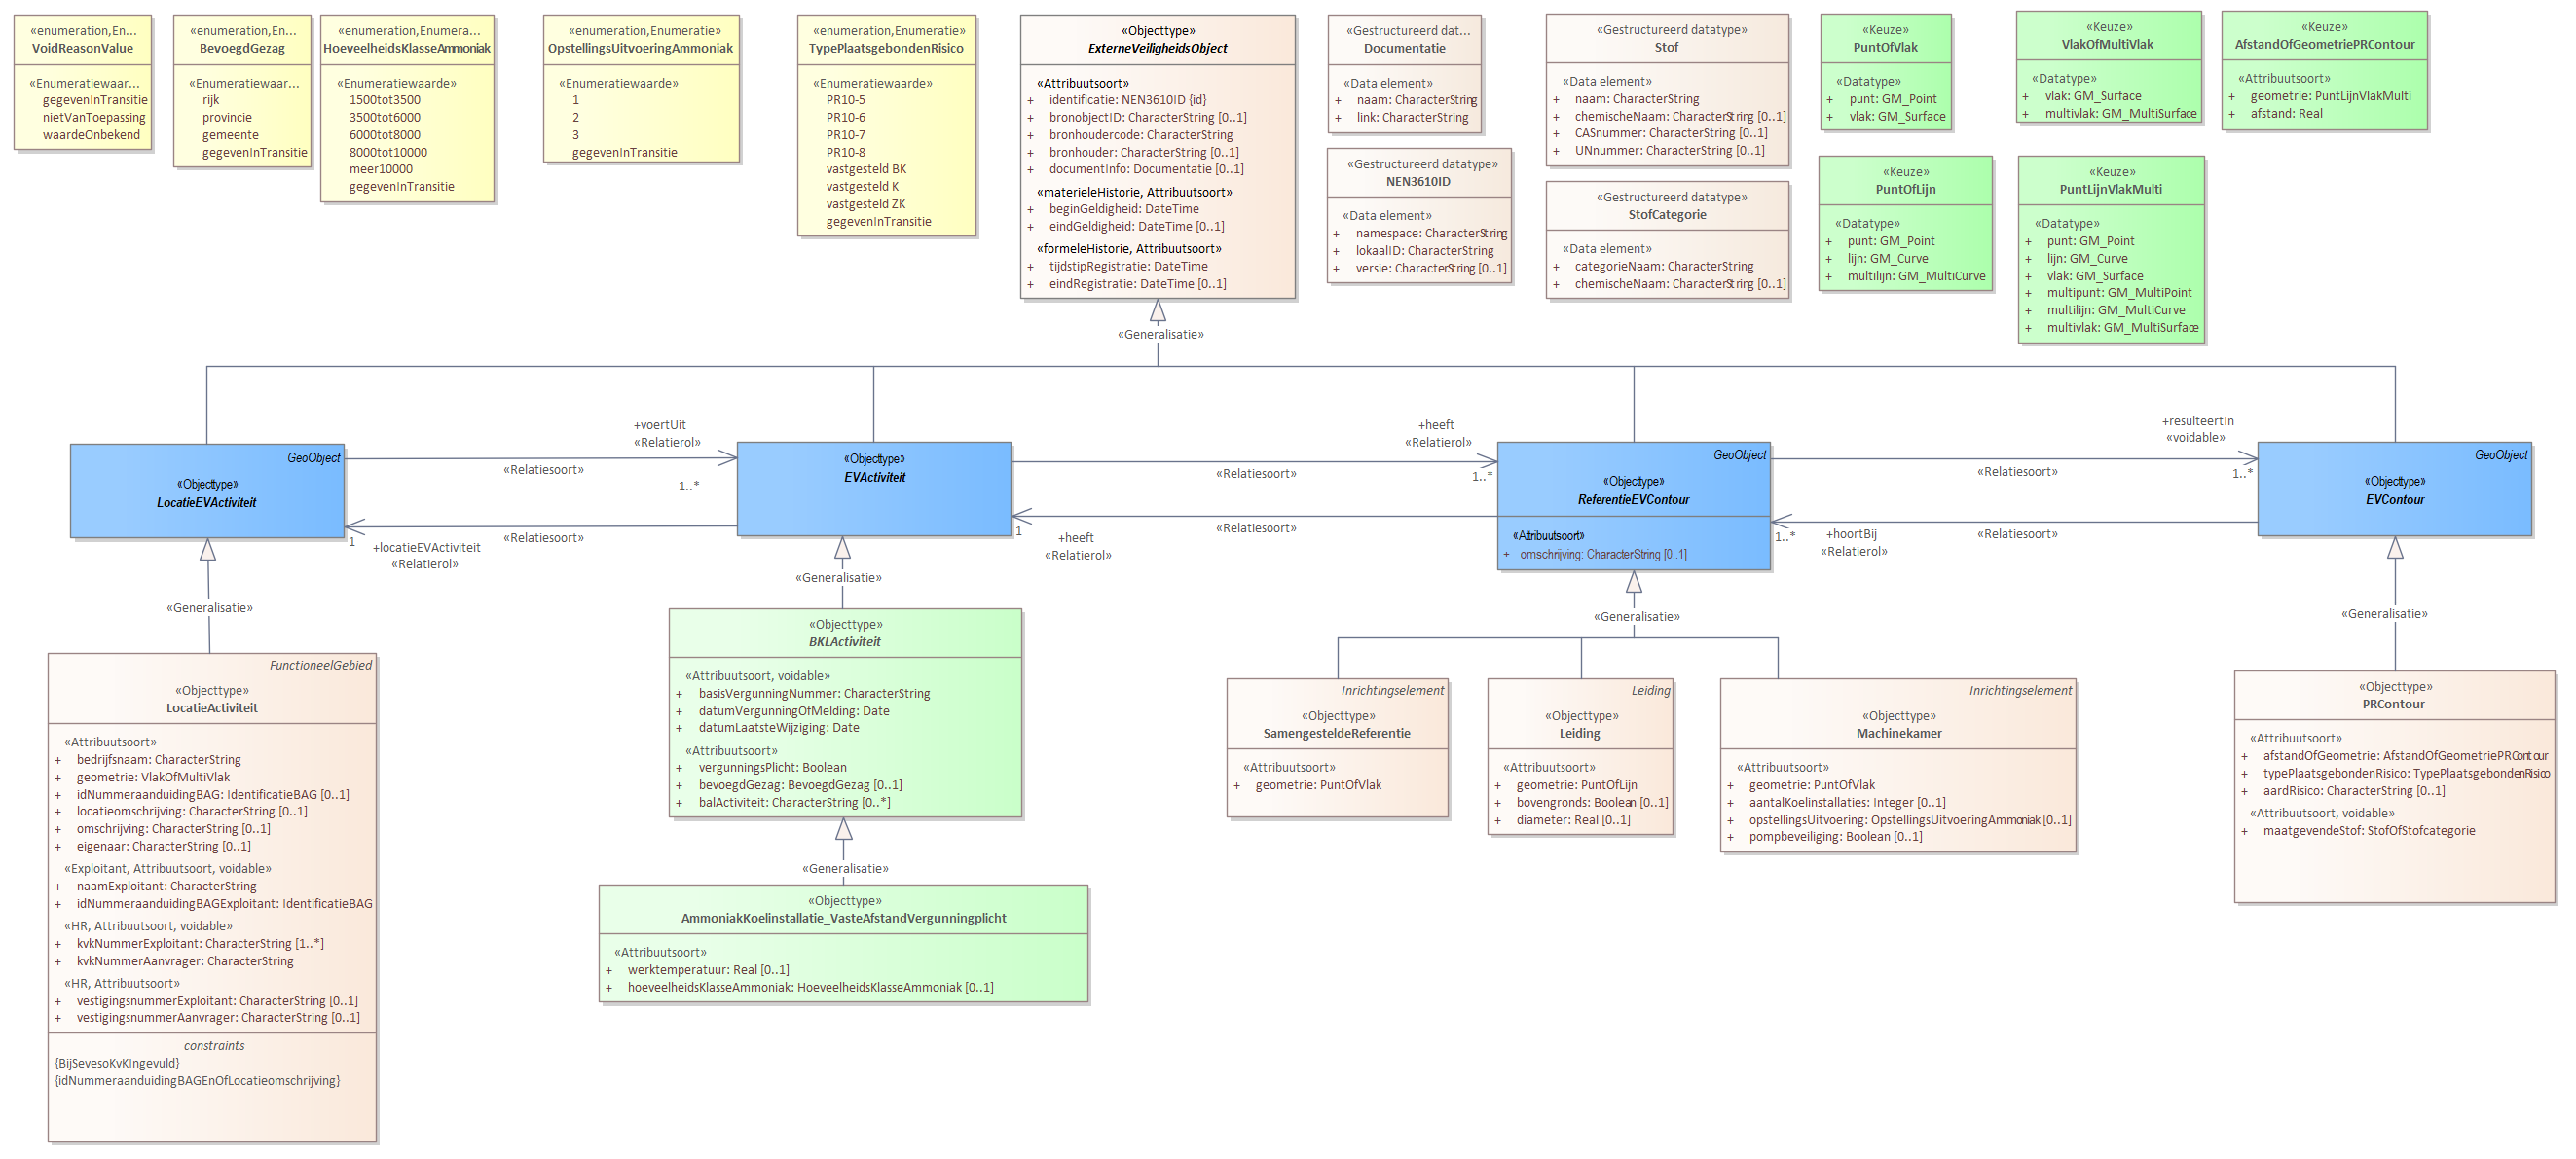 «enumeration,En...
VoidReasonValue
«Enumeratiewaar...
gegevenInTransitie
nietVanToepassing
waardeOnbekend
«enumeration,En...
BevoegdGezag
«Enumeratiewaar...
rijk
provincie
gemeente
gegevenInTransitie
«enumeration,Enumera...
HoeveelheidsKlasseAmmoniak
«Enumeratiewaarde»
1500tot3500
3500tot6000
6000tot8000
8000tot10000
meer10000
gegevenInTransitie
«enumeration,Enumeratie»
OpstellingsUitvoeringAmmoniak
«Enumeratiewaarde»
1
2
3
gegevenInTransitie
«enumeration,Enumeratie»
TypePlaatsgebondenRisico
«Enumeratiewaarde»
PR10-5
PR10-6
PR10-7
PR10-8
vastgesteld BK
vastgesteld K
vastgesteld ZK
gegevenInTransitie
«Objecttype»
ExterneVeiligheidsObject
«Attribuutsoort»
+ identificatie: NEN3610ID {id}
+ bronobjectID: CharacterString [0..1]
+ bronhoudercode: CharacterString
+ bronhouder: CharacterString [0..1]
+ documentInfo: Documentatie [0..1]
«materieleHistorie, Attribuutsoort»
+ beginGeldigheid: DateTime
+ eindGeldigheid: DateTime [0..1]
«formeleHistorie, Attribuutsoort»
+ tijdstipRegistratie: DateTime
+ eindRegistratie: DateTime [0..1]
«Gestructureerd dat...
Documentatie
«Data element»
+ naam: CharacterString
+ link: CharacterString
«Gestructureerd datatype»
NEN3610ID
«Data element»
+ namespace: CharacterString
+ lokaalID: CharacterString
+ versie: CharacterString [0..1]
«Gestructureerd datatype»
Stof
«Data element»
+ naam: CharacterString
+ chemischeNaam: CharacterString [0..1]
+ CASnummer: CharacterString [0..1]
+ UNnummer: CharacterString [0..1]
«Gestructureerd datatype»
StofCategorie
«Data element»
+ categorieNaam: CharacterString
+ chemischeNaam: CharacterString [0..1]
«Keuze»
PuntOfVlak
«Datatype»
+ punt: GM_Point
+ vlak: GM_Surface
«Keuze»
VlakOfMultiVlak
«Datatype»
+ vlak: GM_Surface
+ multivlak: GM_MultiSurface
«Keuze»
AfstandOfGeometriePRContour
«Attribuutsoort»
+ geometrie: PuntLijnVlakMulti
+ afstand: Real
«Keuze»
PuntOfLijn
«Datatype»
+ punt: GM_Point
+ lijn: GM_Curve
+ multilijn: GM_MultiCurve
«Keuze»
PuntLijnVlakMulti
«Datatype»
+ punt: GM_Point
+ lijn: GM_Curve
+ vlak: GM_Surface
+ multipunt: GM_MultiPoint
+ multilijn: GM_MultiCurve
+ multivlak: GM_MultiSurface
«Generalisatie»
GeoObject
«Objecttype»
LocatieEVActiviteit
+voertUit
«Relatierol»
«Relatiesoort»
1..*
«Relatiesoort»
1
+locatieEVActiviteit
«Relatierol»
«Objecttype»
EVActiviteit
+heeft
«Relatierol»
«Relatiesoort»
1..*
«Relatiesoort»
1
+heeft
«Relatierol»
GeoObject
«Objecttype»
ReferentieEVContour
«Attribuutsoort»
+ omschrijving: CharacterString [0..1]
+resulteertIn
«voidable»
«Relatiesoort»
1..*
«Relatiesoort»
1..*
+hoortBij
«Relatierol»
GeoObject
«Objecttype»
EVContour
«Generalisatie»
«Generalisatie»
«Generalisatie»
«Generalisatie»
FunctioneelGebied
«Objecttype»
LocatieActiviteit
«Attribuutsoort»
+ bedrijfsnaam: CharacterString
+ geometrie: VlakOfMultiVlak
+ idNummeraanduidingBAG: IdentificatieBAG [0..1]
+ locatieomschrijving: CharacterString [0..1]
+ omschrijving: CharacterString [0..1]
+ eigenaar: CharacterString [0..1]
«Exploitant, Attribuutsoort, voidable»
+ naamExploitant: CharacterString
+ idNummeraanduidingBAGExploitant: IdentificatieBAG
«HR, Attribuutsoort, voidable»
+ kvkNummerExploitant: CharacterString [1..*]
+ kvkNummerAanvrager: CharacterString
«HR, Attribuutsoort»
+ vestigingsnummerExploitant: CharacterString [0..1]
+ vestigingsnummerAanvrager: CharacterString [0..1]
constraints
{BijSevesoKvKIngevuld}
{idNummeraanduidingBAGEnOfLocatieomschrijving}
«Objecttype»
BKLActiviteit
«Attribuutsoort, voidable»
+ basisVergunningNummer: CharacterString
+ datumVergunningOfMelding: Date
+ datumLaatsteWijziging: Date
«Attribuutsoort»
+ vergunningsPlicht: Boolean
+ bevoegdGezag: BevoegdGezag [0..1]
+ balActiviteit: CharacterString [0..*]
«Generalisatie»
«Objecttype»
AmmoniakKoelinstallatie_VasteAfstandVergunningplicht
«Attribuutsoort»
+ werktemperatuur: Real [0..1]
+ hoeveelheidsKlasseAmmoniak: HoeveelheidsKlasseAmmoniak [0..1]
Inrichtingselement
«Objecttype»
SamengesteldeReferentie
«Attribuutsoort»
+ geometrie: PuntOfVlak
Leiding
«Objecttype»
Leiding
«Attribuutsoort»
+ geometrie: PuntOfLijn
+ bovengronds: Boolean [0..1]
+ diameter: Real [0..1]
Inrichtingselement
«Objecttype»
Machinekamer
«Attribuutsoort»
+ geometrie: PuntOfVlak
+ aantalKoelinstallaties: Integer [0..1]
+ opstellingsUitvoering: OpstellingsUitvoeringAmmoniak [0..1]
+ pompbeveiliging: Boolean [0..1]
«Objecttype»
PRContour
«Attribuutsoort»
+ afstandOfGeometrie: AfstandOfGeometriePRContour
+ typePlaatsgebondenRisico: TypePlaatsgebondenRisico
+ aardRisico: CharacterString [0..1]
«Attribuutsoort, voidable»
+ maatgevendeStof: StofOfStofcategorie